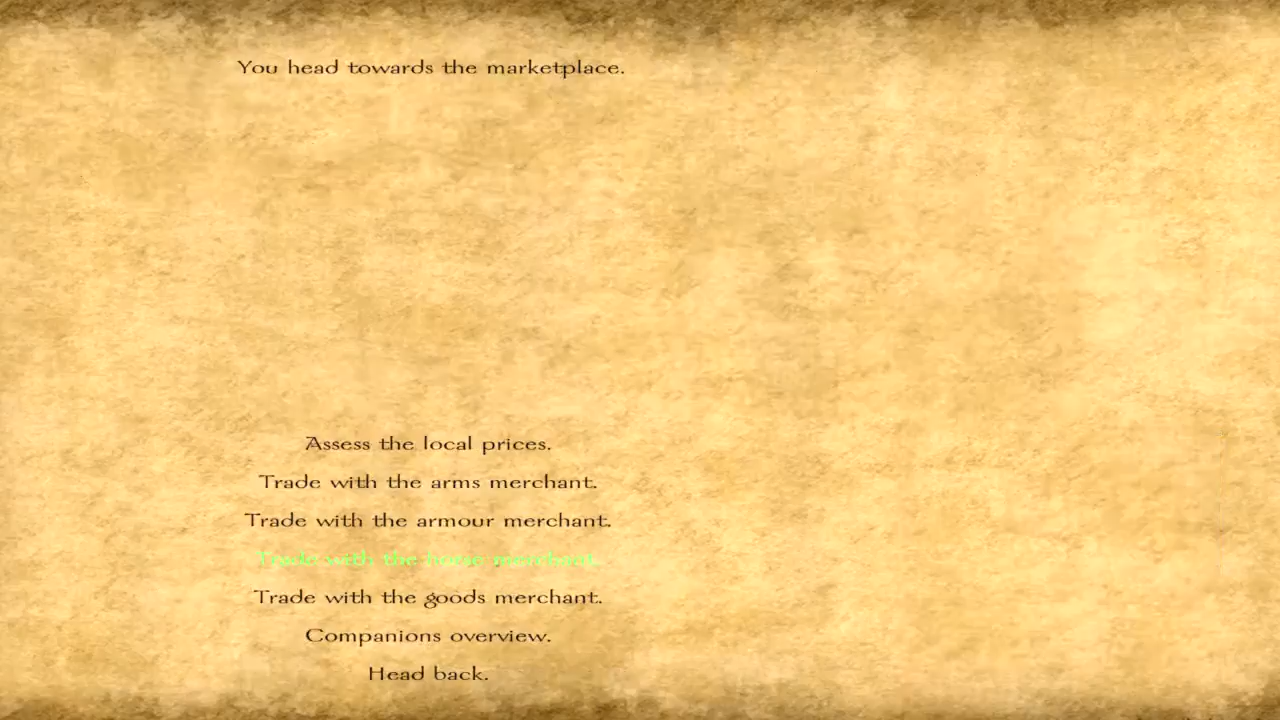 You head towards the marketplace.
Assess the local prices.
Trade with the arms merchant.
Trade with the armour merchant.
Trade with the horse merchant.
Trade with the goods merchant.
Companions overview.
Head back.